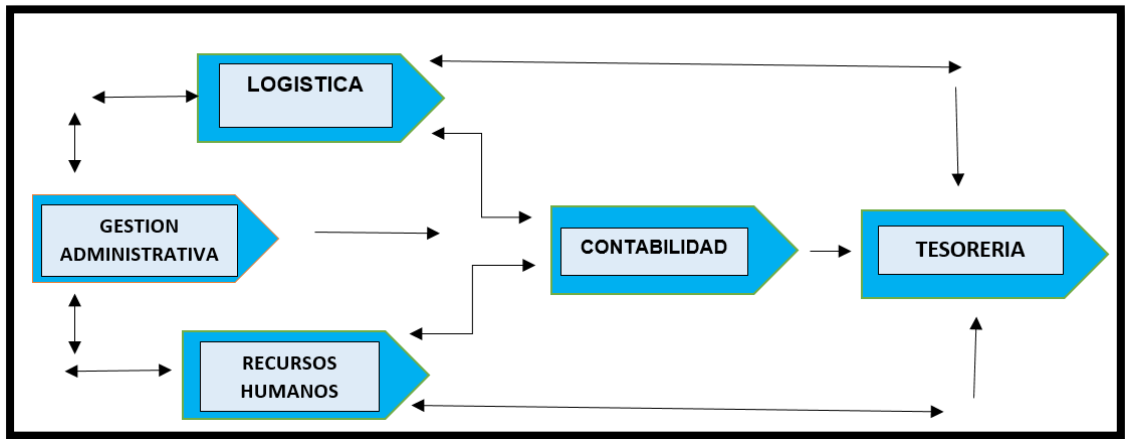 LOGISTICA
GESTION
ADMINISTRATIVA
CONTABILIDAD
TESORERIA
RECURSOS
HUMANOS